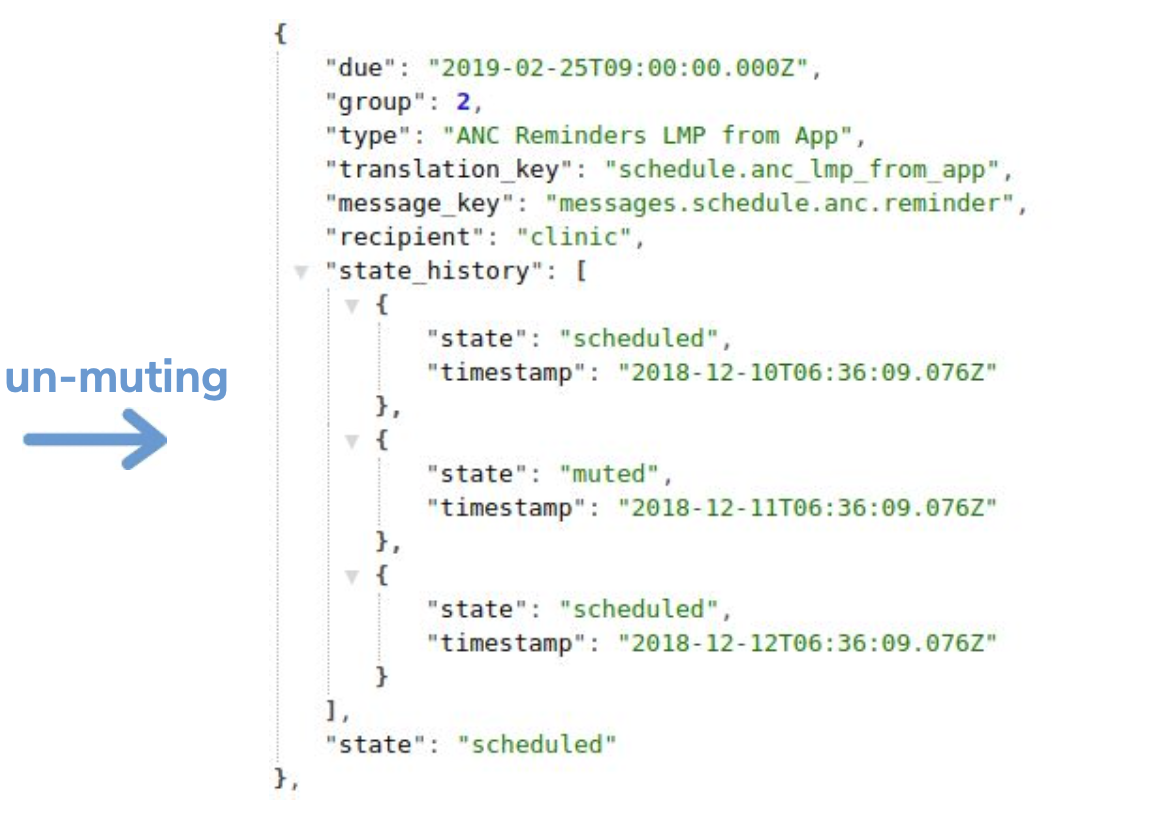 {
"due": "2019-02-25T09:00:00.000Z",
"group": 2,
"type": "ANC Reminders LMP from App",
"translation_key": "schedule.anc_lmp_from_app",
"message_key": "messages.schedule.anc.reminder",
"recipient": "clinic",
"state_history": [
{
"state": "scheduled",
"timestamp": "2018-12-10T06:36:09.076Z"
},
un-muting
{
"state": "muted",
"timestamp": "2018-12-11T06:36:09.076Z"
},
{
"state": "scheduled",
"timestamp": "2018-12-12T06:36:09.076Z"
}
],
"state": "scheduled"
},